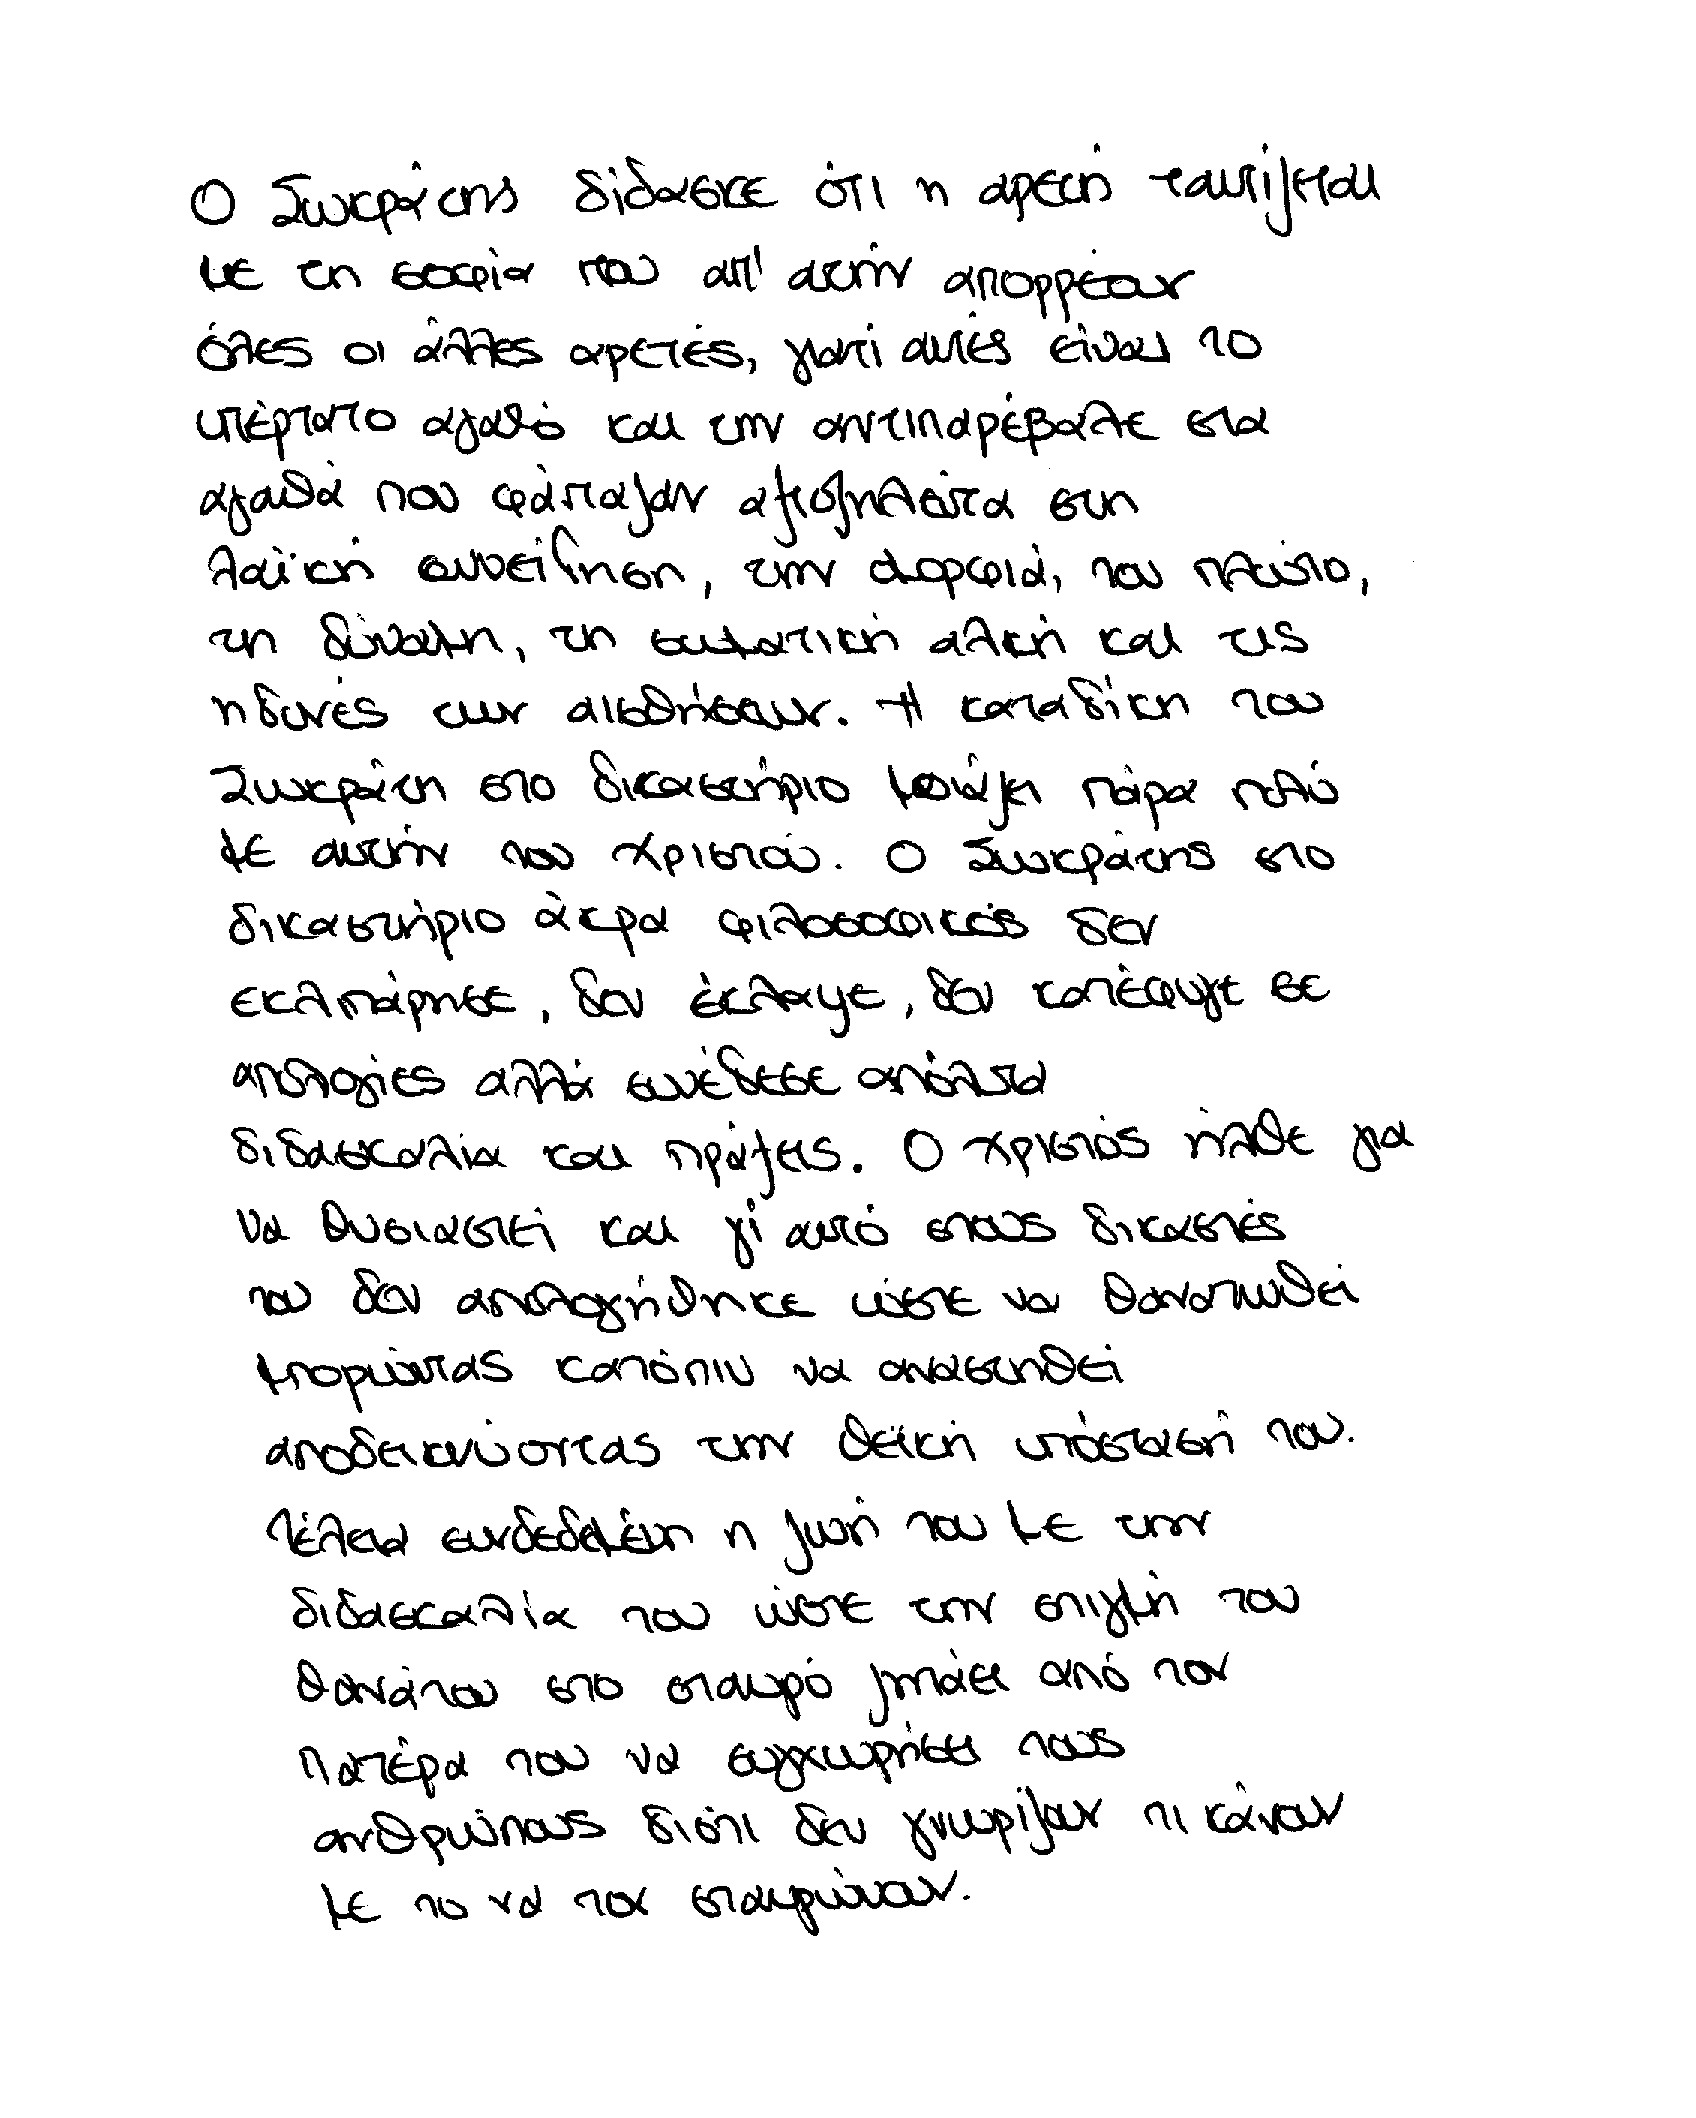 Ο Σωκράτης δίδασκε ότι η αρετή ταυτίζεται
με τη σοφία που απ' αυτήν απορρέουν
όλες οι άλλες αρετές, γιατί αυτές είναι το
υπέρτατο αγαθό και την αντιπαρέβαλε στα
αγαθά που φάνταζαν αξιοζήλευτα στη
λαϊκή συνείδηση, την ομορφιά, τον πλούτο,
τη δύναμη, τη σωματική αλκή και τις
ηδονές των αισθήσεων. Η καταδίκη του
Σωκράτη στο δικαστήριο μοιάζει πάρα πολύ
με αυτήν του Χριστού. Ο Σωκράτης στο
δικαστήριο άκρα φιλοσοφικός δεν
εκλιπάρησε, δεν έκλαψε, δεν κατέφυγε σε
απολογίες αλλά συνέδεσε απόλυτα
διδασκαλία και πράξεις. Ο Χριστός ήλθε για
να θυσιαστεί και γι' αυτό στους δικαστές
του δεν απολογήθηκε ώστε να θανατωθεί
μπορώντας κατόπιν να αναστηθεί
αποδεικνύοντας την θεϊκή υπόστασή του.
Τέλεια συνδεδεμένη η ζωή του με την
διδασκαλία του ώστε την στιγμή του
θανάτου στο σταυρό ζητάει από τον
Πατέρα του να συγχωρήσει τους
ανθρώπους διότι δεν γνωρίζαν τι κάνουν
με το να τον σταυρώνουν.